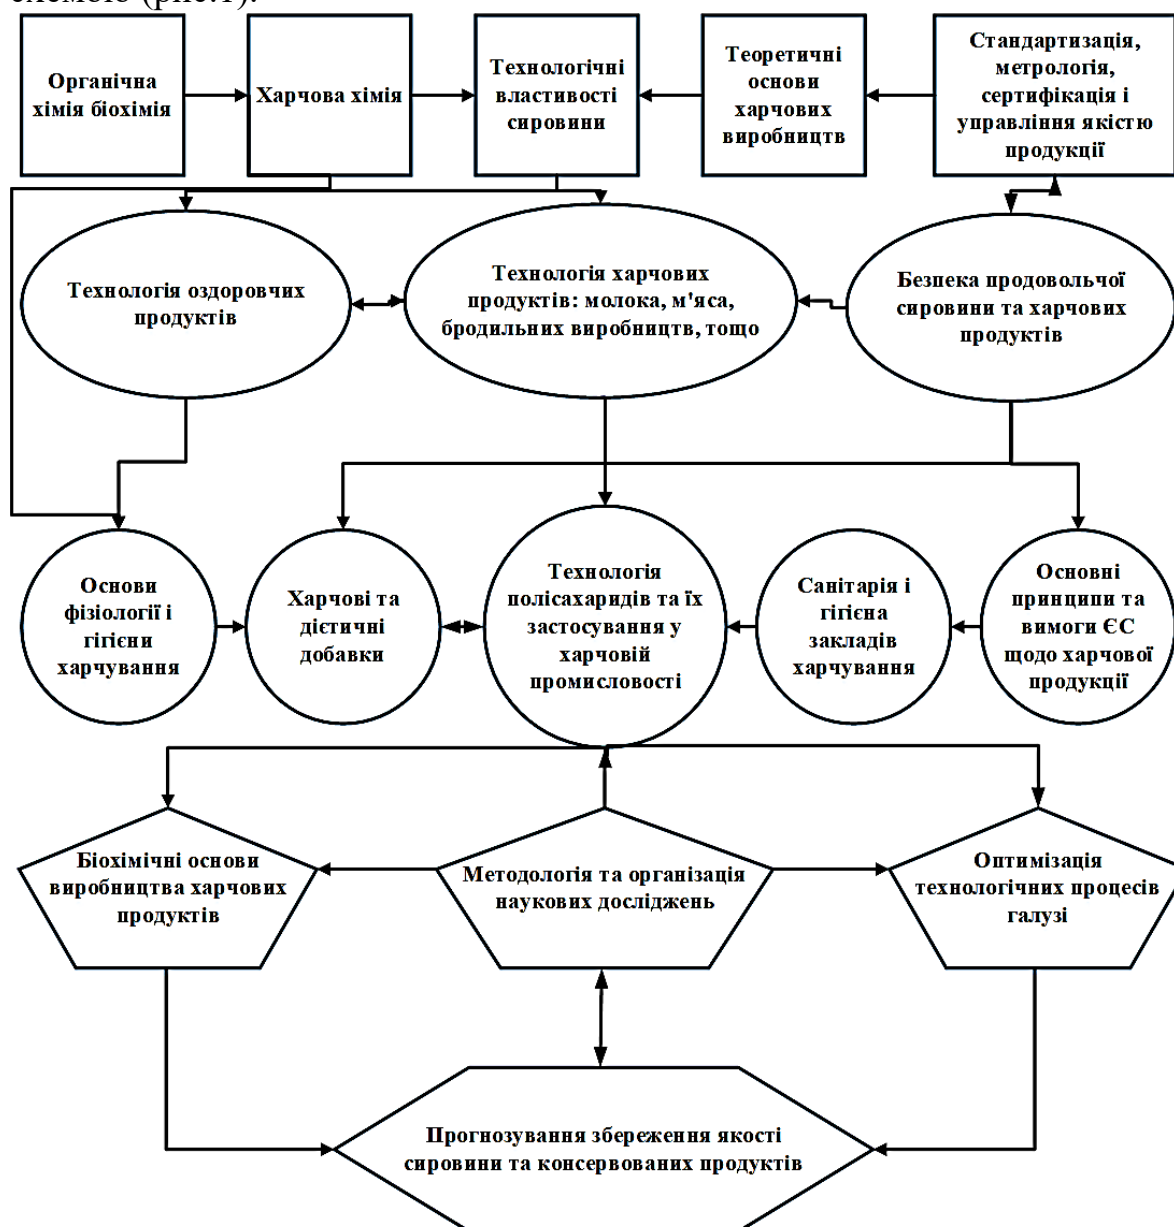 схемою (рис.1).
Органічна
хімія біохімія
Харчова хімія
Технологічні
властивості
сировини
Теоретичні
основи
харчових
виробництв
Стандартизація,
метрологія,
сертифікація і
управління якістю
продукції
Технологія оздоровчих
продуктів
Технологія харчових
продуктів: молока, м'яса,
бродильних виробництв, тощо
Безпека продовольчої
сировини та харчових
продуктів
Основи
фізіології і
гігієни
харчування
Харчові та
дієтичні
добавки
Технологія
полісахаридів та їх
застосування у
харчовій
промисловості
Санітарія і
гігієна
закладів
харчування
Основні
принципи та
вимоги ЄС
щодо харчової
продукції
Біохімічні основи
виробництва харчових
продуктів
Методологія та організація
наукових досліджень
Оптимізація
технологічних процесів
галузі
Прогнозування збереження якості
сировини та консервованих продуктів